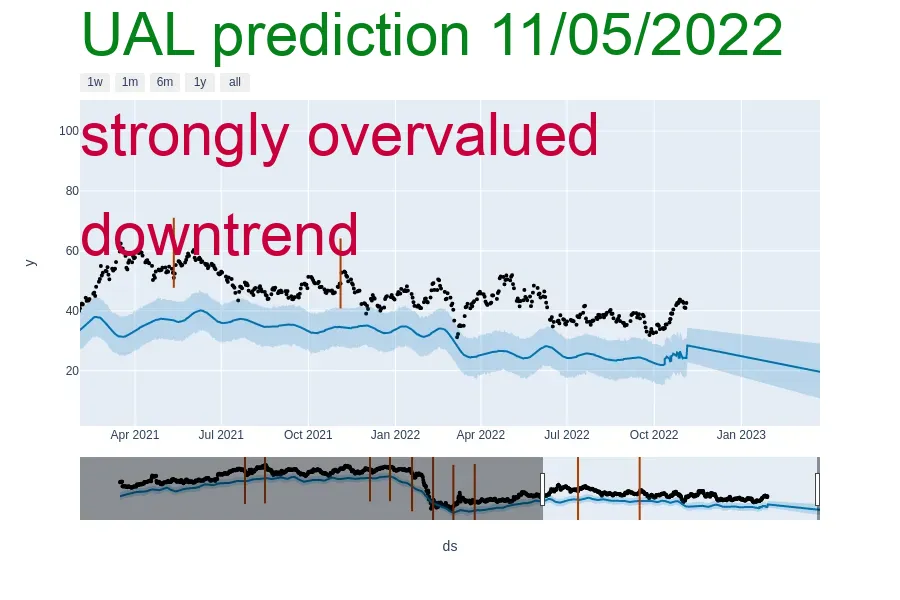 UAL prediction 11/05/2022
1w 1m 6m 1y all
strongly overvalued
downtrend
100
80
60
40
20
y
Apr 2021 Jul 2021 Oct 2021 Jan 2022 Apr 2022 Jul 2022 Oct 2022 Jan 2023
ds